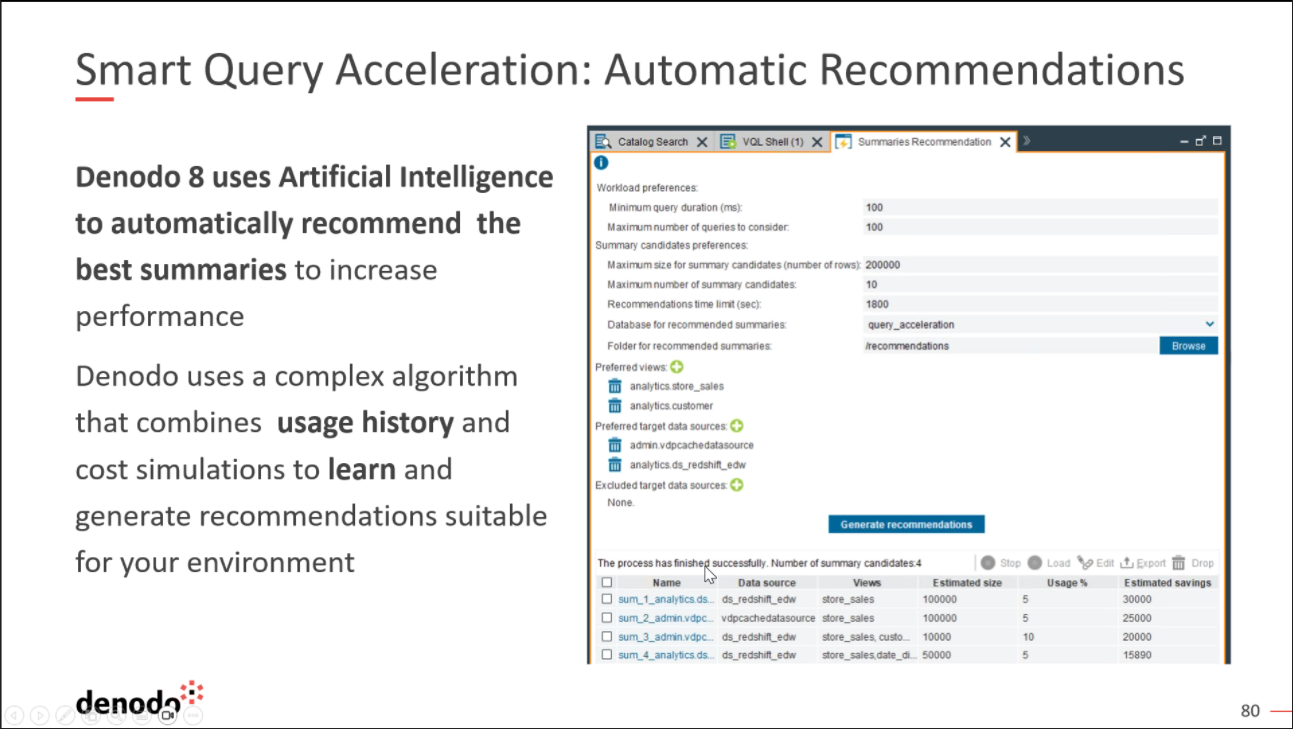 Smart Query Acceleration: Automatic Recommendations
Denodo 8 uses Artificial Intelligence
to automatically recommend the
best summaries to increase
performance
Denodo uses a complex algorithm
that combines usage history and
cost simulations to learn and
generate recommendations suitable
for your environment
Catalog Search
VQL Shell (1)
Summaries Recommendation
Workload preferences:
Minimum query duration (ms): 100
Maximum number of queries to consider: 100
Summary candidates preferences:
Maximum size for summary candidates (number of rows): 200000
Maximum number of summary candidates: 10
Recommendations time limit (sec): 1800
Database for recommended summaries: query_acceleration
Folder for recommended summaries: /recommendations Browse
Preferred views:
analytics.store_sales
analytics.customer
Preferred target data sources:
admin.vdpcachedatasource
analytics.ds_redshift_edw
Excluded target data sources:
None.
Generate recommendations
The process has finished successfully. Number of summary candidates:4 Stop Load Edit Export Drop
Name Data source Views Estimated size Usage % Estimated savings
sum_1_analytics.ds... ds_redshift_edw store_sales 100000 5 30000
sum_2_admin.vdpc... vdpcachedatasource store_sales 100000 5 25000
sum_3_admin.vdpc... ds_redshift_edw store_sales, custo... 10000 10 20000
sum_4_analytics.ds... ds_redshift_edw store_sales,date_di... 50000 5 15890
denodo
80